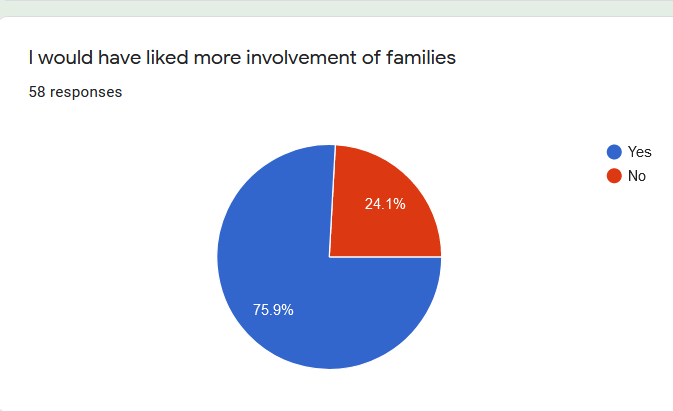 I would have liked more involvement of families
58 responses
Yes
No
24.1%
75.9%